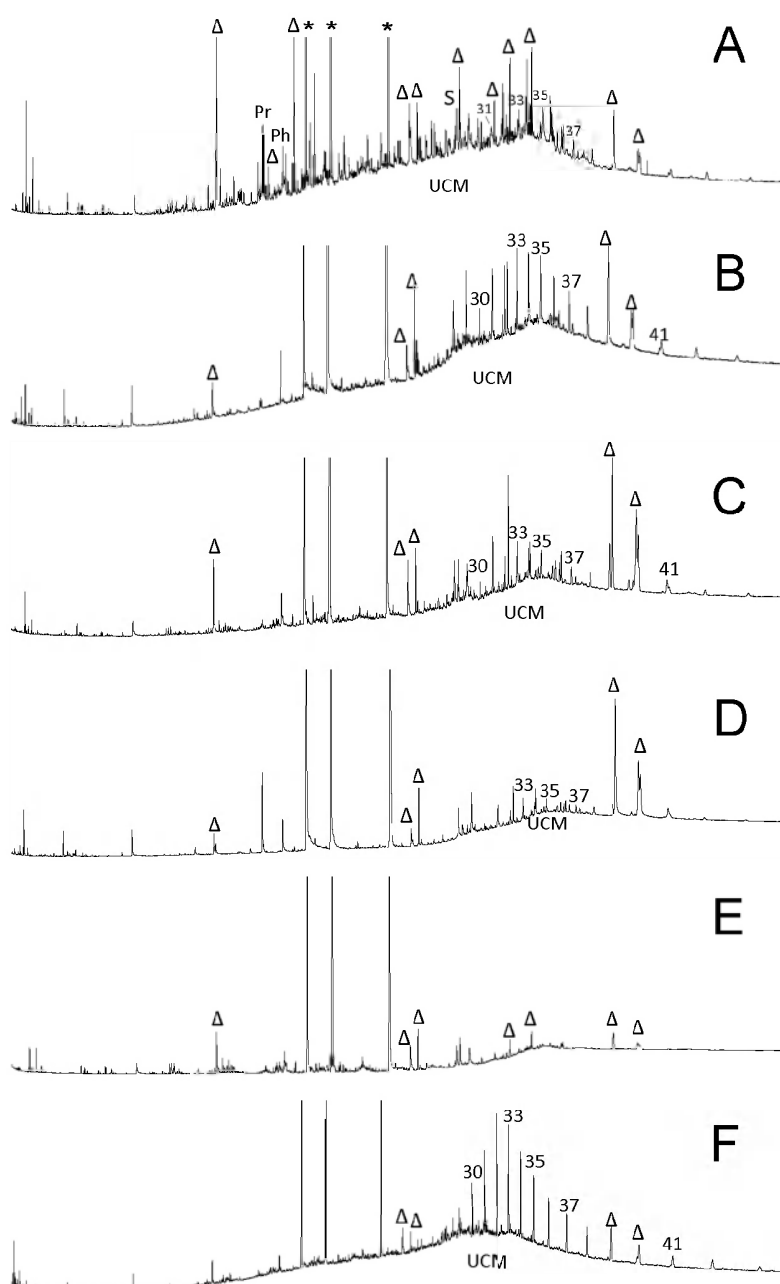 Δ Δ * * * Δ Δ Δ A
Pr Δ Δ S Δ 31 33 35 Δ
Ph Δ 37 Δ
UCM
B
33 35 Δ
Δ 30 37 Δ
Δ Δ 41
UCM
Δ C
Δ Δ Δ 33 35 Δ
30 37 41
UCM
Δ D
Δ Δ Δ 33 35 37 Δ
UCM
E
Δ Δ Δ Δ Δ Δ Δ
33 F
30 35
Δ Δ 37 Δ Δ 41
UCM